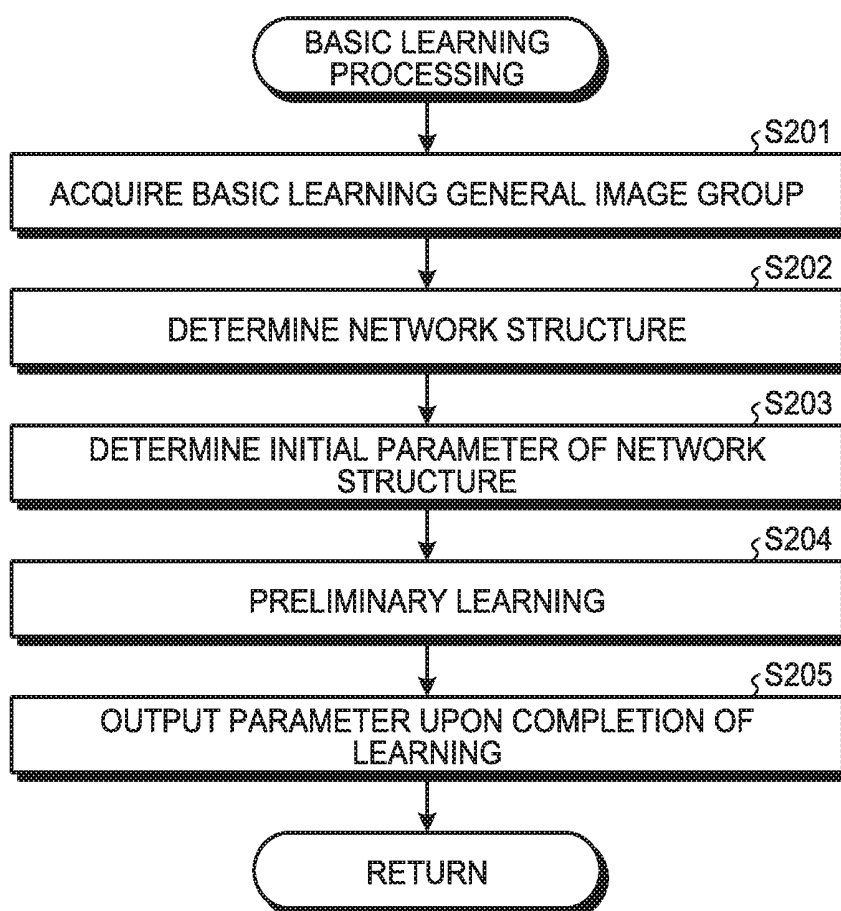 BASIC LEARNING
PROCESSING
S201
ACQUIRE BASIC LEARNING GENERAL IMAGE GROUP
S202
DETERMINE NETWORK STRUCTURE
S203
DETERMINE INITIAL PARAMETER OF NETWORK
STRUCTURE
S204
PRELIMINARY LEARNING
S205
OUTPUT PARAMETER UPON COMPLETION OF
LEARNING
RETURN